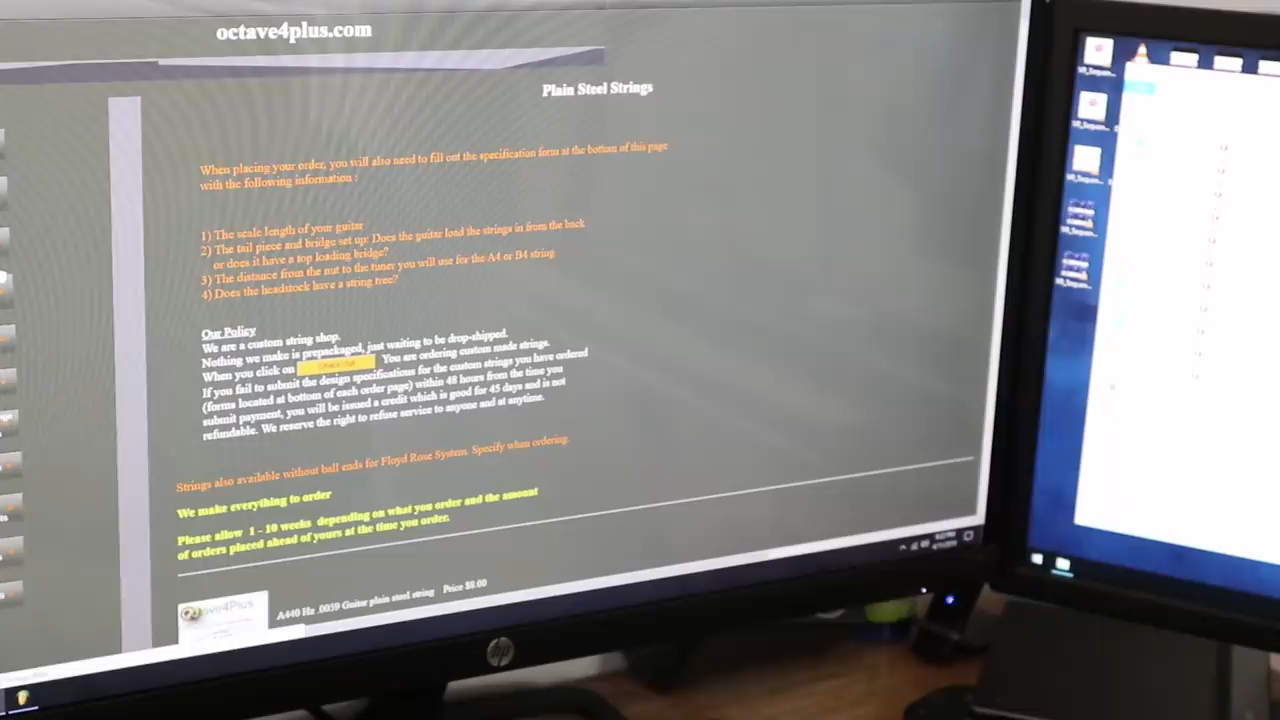 octave4plus.com
Plain Steel Strings
When placing your order, you will also need to fill out the specification form at the bottom of this page
with the following information :
1) The scale length of your guitar
2) The tail piece and bridge set up: Does the guitar load the strings in from the back
or does it have a top loading bridge?
3) The distance from the nut to the tuner you will use for the A4 or B4 string
4) Does the headstock have a string tree?
Our Policy
We are a custom string shop.
Nothing we make is prepackaged, just waiting to be drop-shipped.
When you click on You are ordering custom made strings.
If you fail to submit the design specifications for the custom strings you have ordered
(forms located at bottom of each order page) within 48 hours from the time you
submit payment, you will be issued a credit which is good for 45 days and is not
refundable. We reserve the right to refuse service to anyone and at anytime.
Strings also available without ball ends for Floyd Rose System. Specify when ordering.
We make everything to order
Please allow 1 - 10 weeks depending on what you order and the amount
of orders placed ahead of yours at the time you order.
A440 Hz .0059 Guitar plain steel string Price $8.00
hp